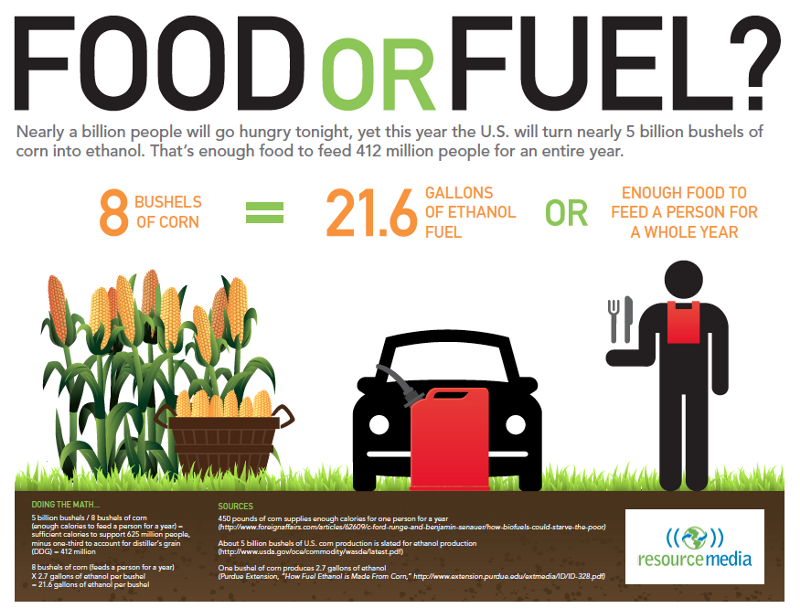 FOOD OR FUEL?
Nearly a billion people will go hungry tonight, yet this year the U.S. will turn nearly 5 billion bushels of
corn into ethanol. That's enough food to feed 412 million people for an entire year.
8 BUSHELS
OF CORN
=
21.6 GALLONS
OF ETHANOL
FUEL
OR
ENOUGH FOOD TO
FEED A PERSON FOR
A WHOLE YEAR
DOING THE MATH...
5 billion bushels / 8 bushels of corn
(enough calories to feed a person for a year) =
sufficient calories to support 625 million people,
minus one-third to account for distiller's grain
(DDG) = 412 million
8 bushels of corn (feeds a person for a year)
X 2.7 gallons of ethanol per bushel
= 21.6 gallons of ethanol per bushel
SOURCES
450 pounds of corn supplies enough calories for one person for a year
(http://www.foreignaffairs.com/articles/62609/c-ford-runge-and-benjamin-senauer/how-biofuels-could-starve-the-poor)
About 5 billion bushels of U.S. corn production is slated for ethanol production
(http://www.usda.gov/oce/commodity/wasde/latest.pdf)
One bushel of corn produces 2.7 gallons of ethanol
(Purdue Extension, "How Fuel Ethanol is Made From Corn," http://www.extension.purdue.edu/extmedia/ID/ID-328.pdf)
resourcemedia